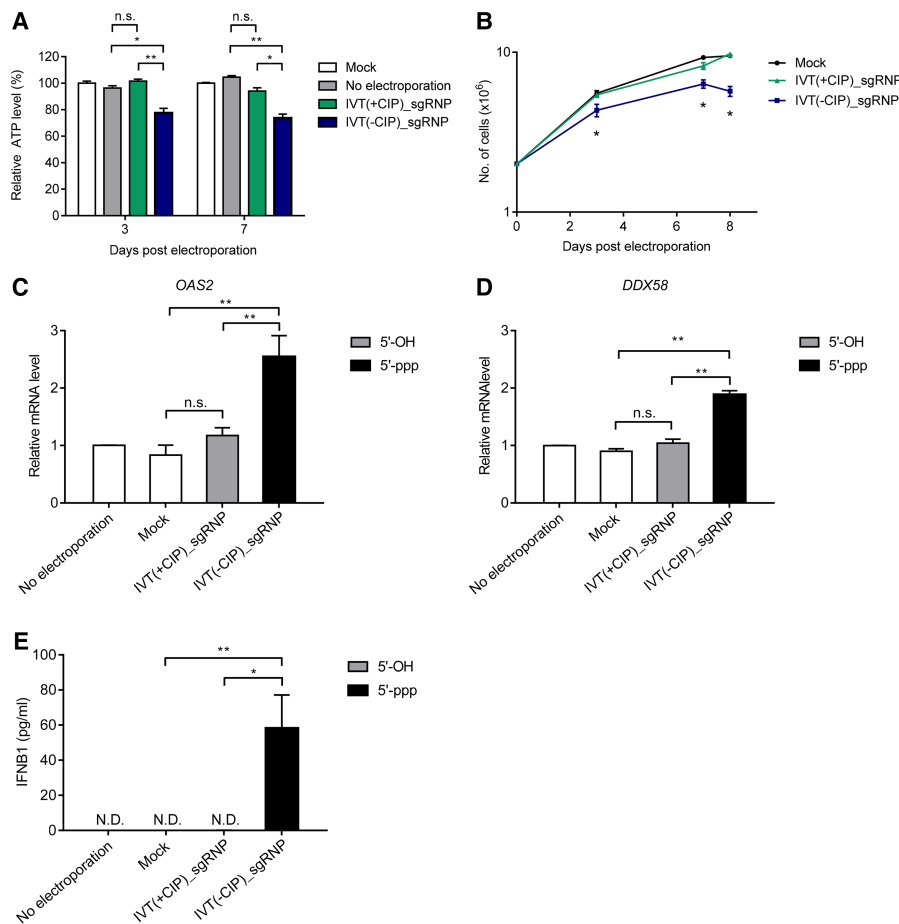 A
n.s.
n.s.
*
**
**
*
Relative ATP level (%)
120
100
80
60
40
20
0
3
7
Days post electroporation
Mock
No electroporation
IVT(+CIP)_sgRNP
IVT(-CIP)_sgRNP
B
No. of cells (x10⁶)
10
1
0
2
4
6
8
Days post electroporation
*
*
*
Mock
IVT(+CIP)_sgRNP
IVT(-CIP)_sgRNP
C
OAS2
**
**
n.s.
Relative mRNA level
3
2
1
0
No electroporation
Mock
IVT(+CIP)_sgRNP
IVT(-CIP)_sgRNP
5'-OH
5'-ppp
D
DDX58
**
**
n.s.
Relative mRNAlevel
3
2
1
0
No electroporation
Mock
IVT(+CIP)_sgRNP
IVT(-CIP)_sgRNP
5'-OH
5'-ppp
E
**
*
IFNB1 (pg/ml)
100
80
60
40
20
0
N.D.
N.D.
N.D.
No electroporation
Mock
IVT(+CIP)_sgRNP
IVT(-CIP)_sgRNP
5'-OH
5'-ppp